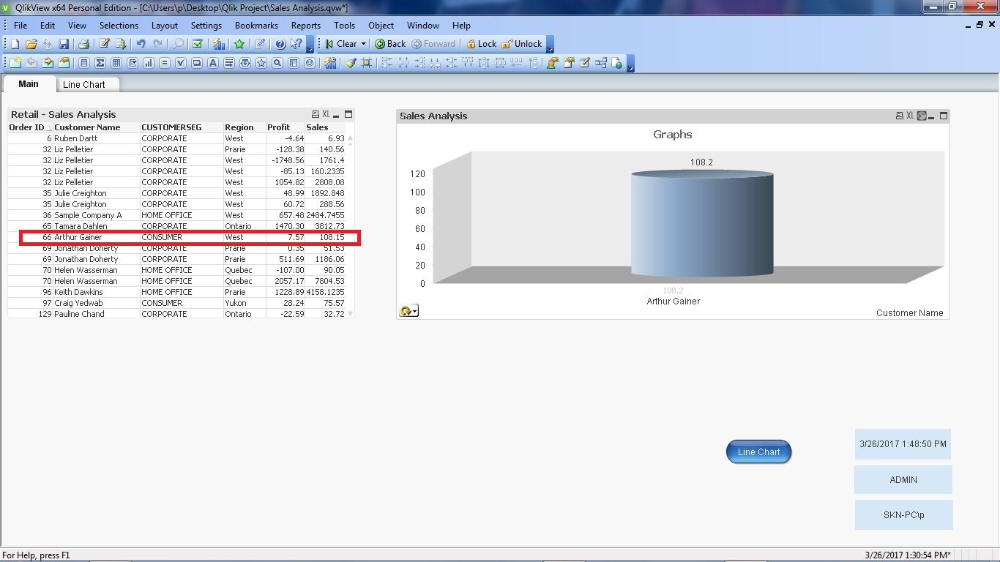 QlikView x64 Personal Edition - [C:\Users\p\Desktop\Qlik Project\Sales Analysis.qvw*]
File Edit View Selections Layout Settings Bookmarks Reports Tools Object Window Help
Clear Back Forward Lock Unlock
Main Line Chart
Retail - Sales Analysis XL
Order ID Customer Name CUSTOMERSEG Region Profit Sales
6 Ruben Dartt CORPORATE West -4.64 6.93
32 Liz Pelletier CORPORATE Prarie -128.38 140.56
32 Liz Pelletier CORPORATE West -1748.56 1761.4
32 Liz Pelletier CORPORATE West -85.13 160.2335
32 Liz Pelletier CORPORATE West 1054.82 2808.08
35 Julie Creighton CORPORATE West 48.99 1892.848
35 Julie Creighton CORPORATE West 60.72 288.56
36 Sample Company A HOME OFFICE West 657.48 2484.7455
65 Tamara Dahlen CORPORATE Ontario 1470.30 3812.73
66 Arthur Gainer CONSUMER West 7.57 108.15
69 Jonathan Doherty CORPORATE Prarie 0.35 51.53
69 Jonathan Doherty CORPORATE Prarie 511.69 1186.06
70 Helen Wasserman HOME OFFICE Quebec -107.00 90.05
70 Helen Wasserman HOME OFFICE Quebec 2057.17 7804.53
96 Keith Dawkins HOME OFFICE Prarie 1228.89 4158.1235
97 Craig Yedwab CONSUMER Yukon 28.24 75.57
129 Pauline Chand CORPORATE Ontario -22.59 32.72
Sales Analysis XL
Graphs
108.2
120
100
80
60
40
20
0
108.2
Arthur Gainer
Customer Name
Line Chart
3/26/2017 1:48:50 PM
ADMIN
SKN-PC\p
For Help, press F1 3/26/2017 1:30:54 PM*